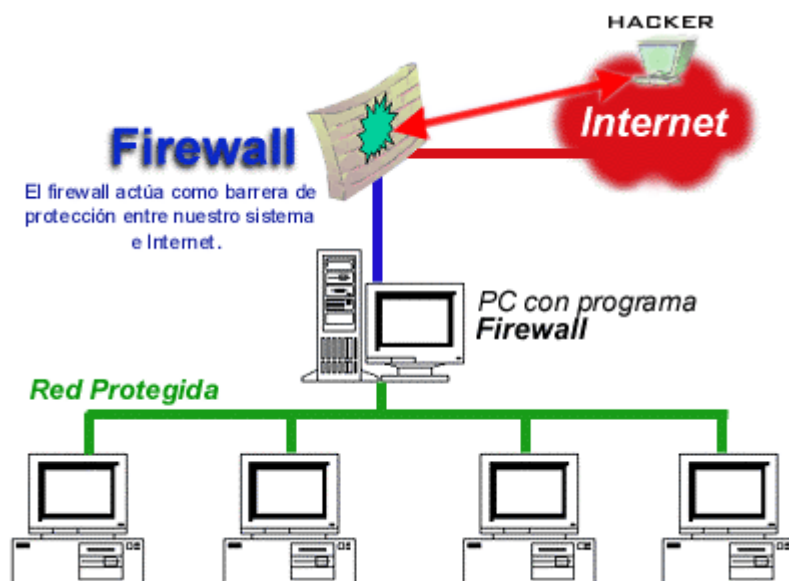 HACKER
Internet
Firewall
El firewall actúa como barrera de
protección entre nuestro sistema
e Internet.
PC con programa
Firewall
Red Protegida